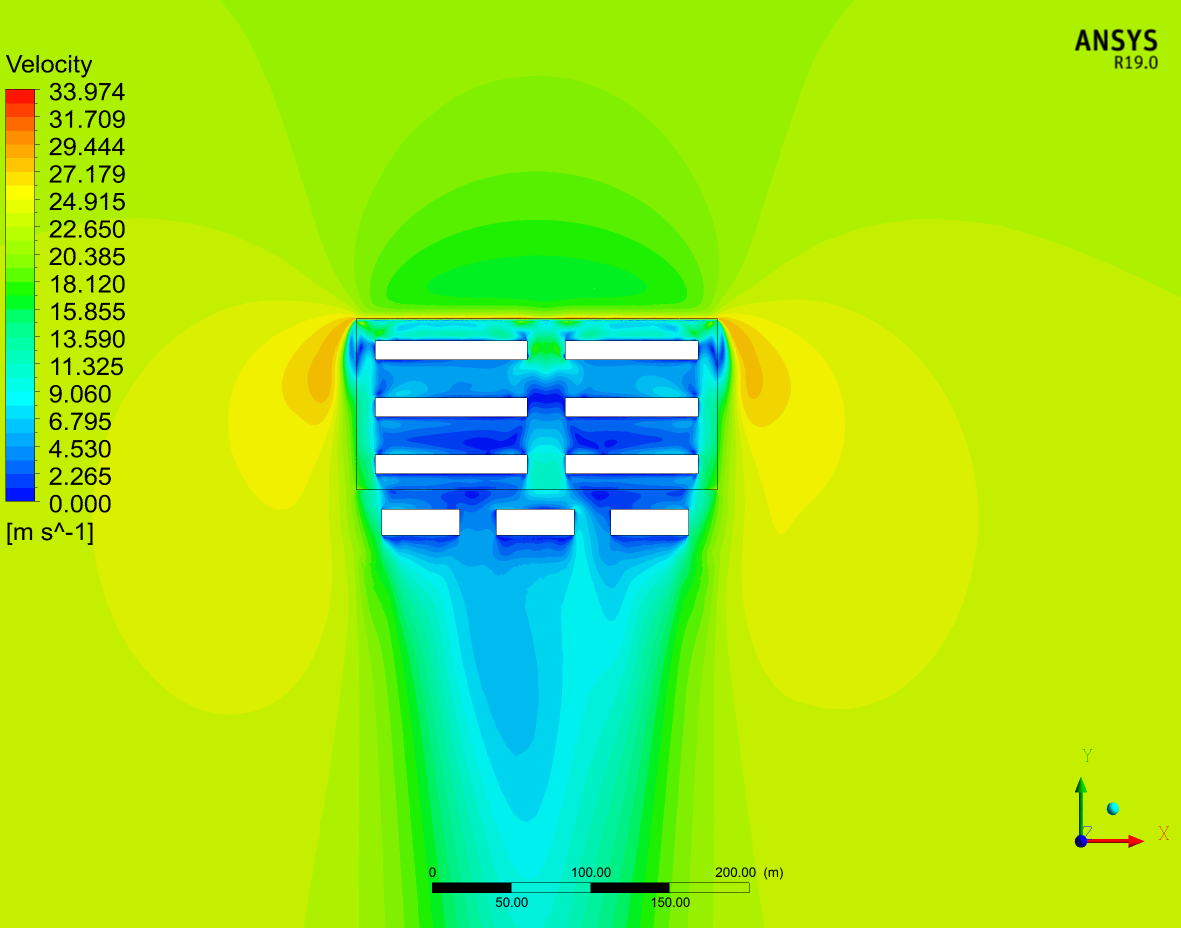 ANSYS
R19.0
Velocity
33.974
31.709
29.444
27.179
24.915
22.650
20.385
18.120
15.855
13.590
11.325
9.060
6.795
4.530
2.265
0.000
[m s^-1]
Y
Z
X
0 100.00 200.00 (m)
50.00 150.00